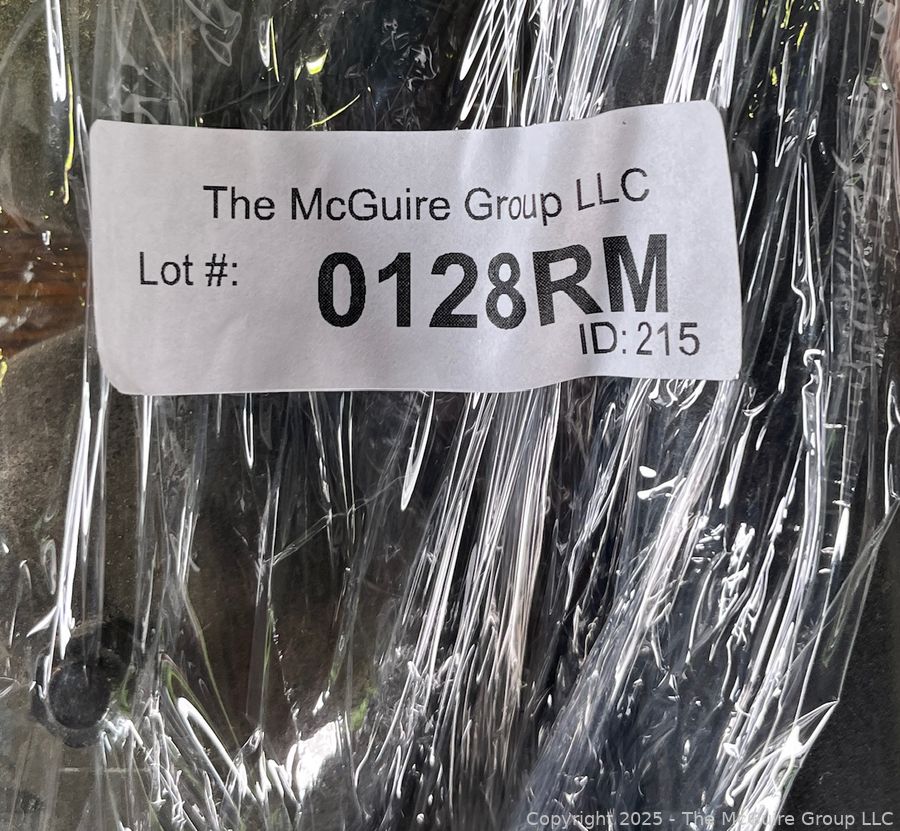 The McGuire Group LLC
Lot #: 0128RM
ID: 215
Copyright 2025 - The McGuire Group LLC